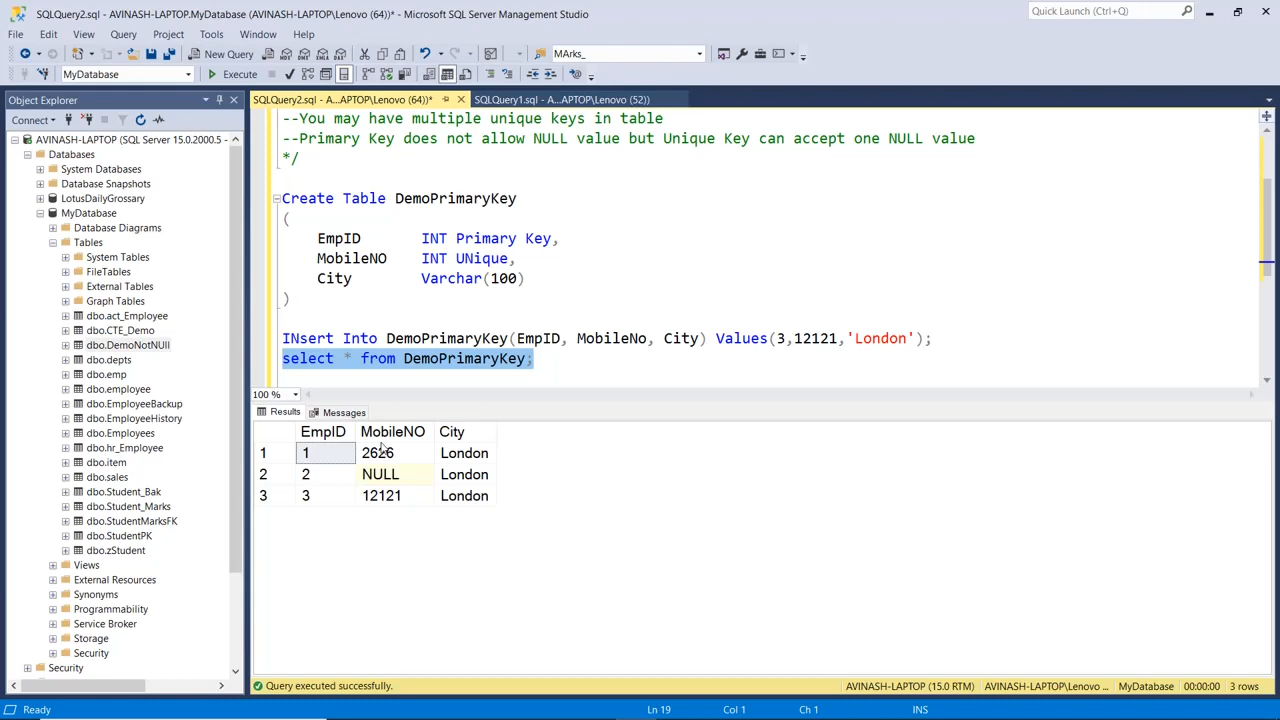 SQLQuery2.sql - AVINASH-LAPTOP.MyDatabase (AVINASH-LAPTOP\Lenovo (64))* - Microsoft SQL Server Management Studio
Quick Launch (Ctrl+Q)
File Edit View Query Project Tools Window Help
New Query
MDX DMX XMLA DAX
MArks_
MyDatabase
Execute
Object Explorer
SQLQuery2.sql - A...APTOP\Lenovo (64))*
SQLQuery1.sql - A...APTOP\Lenovo (52))
Connect
AVINASH-LAPTOP (SQL Server 15.0.2000.5 -
Databases
System Databases
Database Snapshots
LotusDailyGrossary
MyDatabase
Database Diagrams
Tables
System Tables
FileTables
External Tables
Graph Tables
dbo.act_Employee
dbo.CTE_Demo
dbo.DemoNotNUll
dbo.depts
dbo.emp
dbo.employee
dbo.EmployeeBackup
dbo.EmployeeHistory
dbo.Employees
dbo.hr_Employee
dbo.item
dbo.sales
dbo.Student_Bak
dbo.Student_Marks
dbo.StudentMarksFK
dbo.StudentPK
dbo.zStudent
Views
External Resources
Synonyms
Programmability
Service Broker
Storage
Security
Security
--You may have multiple unique keys in table
--Primary Key does not allow NULL value but Unique Key can accept one NULL value
*/
Create Table DemoPrimaryKey
(
EmpID INT Primary Key,
MobileNO INT UNique,
City Varchar(100)
)
INsert Into DemoPrimaryKey(EmpID, MobileNo, City) Values(3,12121,'London');
select * from DemoPrimaryKey;
100 %
Results Messages
EmpID MobileNO City
1 1 2626 London
2 2 NULL London
3 3 12121 London
Query executed successfully.
AVINASH-LAPTOP (15.0 RTM) AVINASH-LAPTOP\Lenovo ... MyDatabase 00:00:00 3 rows
Ready Ln 19 Col 1 Ch 1 INS